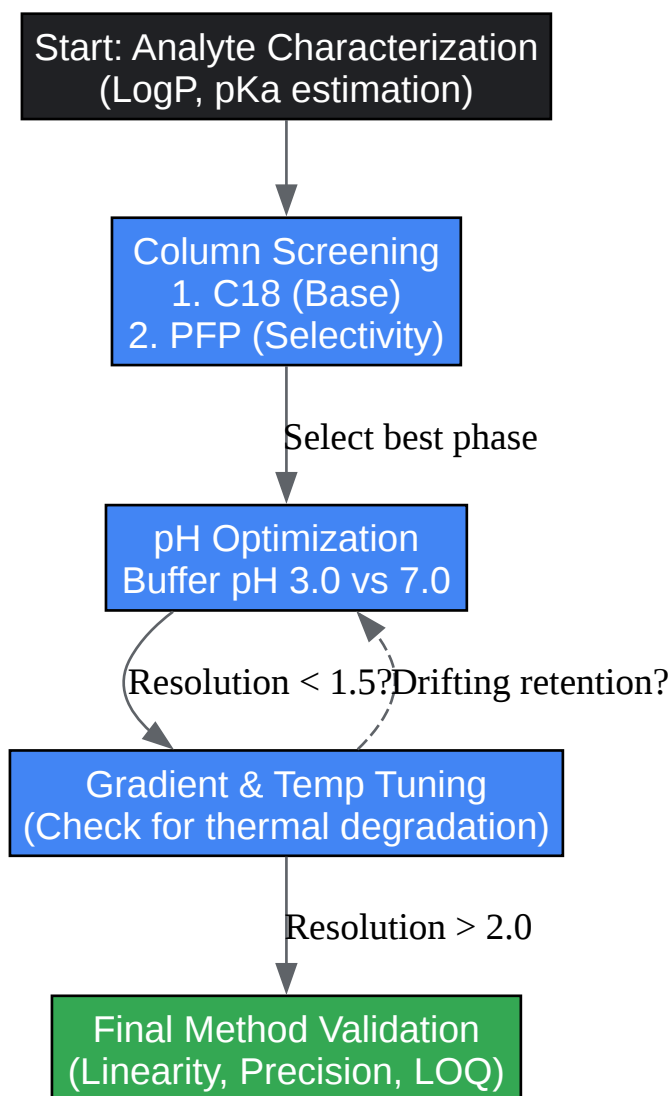 Start: Analyte Characterization
(LogP, pKa estimation)
Column Screening
1. C18 (Base)
2. PFP (Selectivity)
Select best phase
pH Optimization
Buffer pH 3.0 vs 7.0
Resolution < 1.5?
Drifting retention?
Gradient & Temp Tuning
(Check for thermal degradation)
Resolution > 2.0
Final Method Validation
(Linearity, Precision, LOQ)